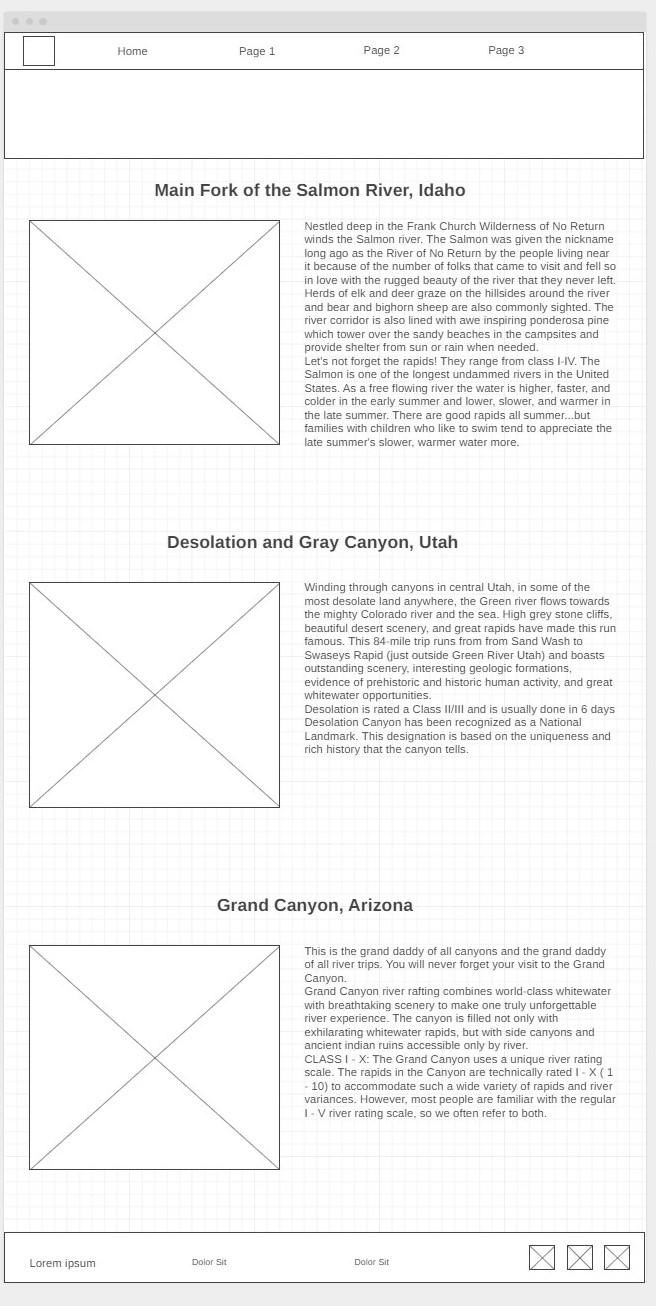 Home Page 1 Page 2 Page 3
Main Fork of the Salmon River, Idaho
Nestled deep in the Frank Church Wilderness of No Return
winds the Salmon river. The Salmon was given the nickname
long ago as the River of No Return by the people living near
it because of the number of folks that came to visit and fell so
in love with the rugged beauty of the river that they never left.
Herds of elk and deer graze on the hillsides around the river
and bear and bighorn sheep are also commonly sighted. The
river corridor is also lined with awe inspiring ponderosa pine
which tower over the sandy beaches in the campsites and
provide shelter from sun or rain when needed.
Let's not forget the rapids! They range from class I-IV. The
Salmon is one of the longest undammed rivers in the United
States. As a free flowing river the water is higher, faster, and
colder in the early summer and lower, slower, and warmer in
the late summer. There are good rapids all summer...but
families with children who like to swim tend to appreciate the
late summer's slower, warmer water more.
Desolation and Gray Canyon, Utah
Winding through canyons in central Utah, in some of the
most desolate land anywhere, the Green river flows towards
the mighty Colorado river and the sea. High grey stone cliffs,
beautiful desert scenery, and great rapids have made this run
famous. This 84-mile trip runs from from Sand Wash to
Swaseys Rapid (just outside Green River Utah) and boasts
outstanding scenery, interesting geologic formations,
evidence of prehistoric and historic human activity, and great
whitewater opportunities.
Desolation is rated a Class II/III and is usually done in 6 days
Desolation Canyon has been recognized as a National
Landmark. This designation is based on the uniqueness and
rich history that the canyon tells.
Grand Canyon, Arizona
This is the grand daddy of all canyons and the grand daddy
of all river trips. You will never forget your visit to the Grand
Canyon.
Grand Canyon river rafting combines world-class whitewater
with breathtaking scenery to make one truly unforgettable
river experience. The canyon is filled not only with
exhilarating whitewater rapids, but with side canyons and
ancient indian ruins accessible only by river.
CLASS I - X: The Grand Canyon uses a unique river rating
scale. The rapids in the Canyon are technically rated I - X ( 1
- 10) to accommodate such a wide variety of rapids and river
variances. However, most people are familiar with the regular
I - V river rating scale, so we often refer to both.
Lorem ipsum Dolor Sit Dolor Sit